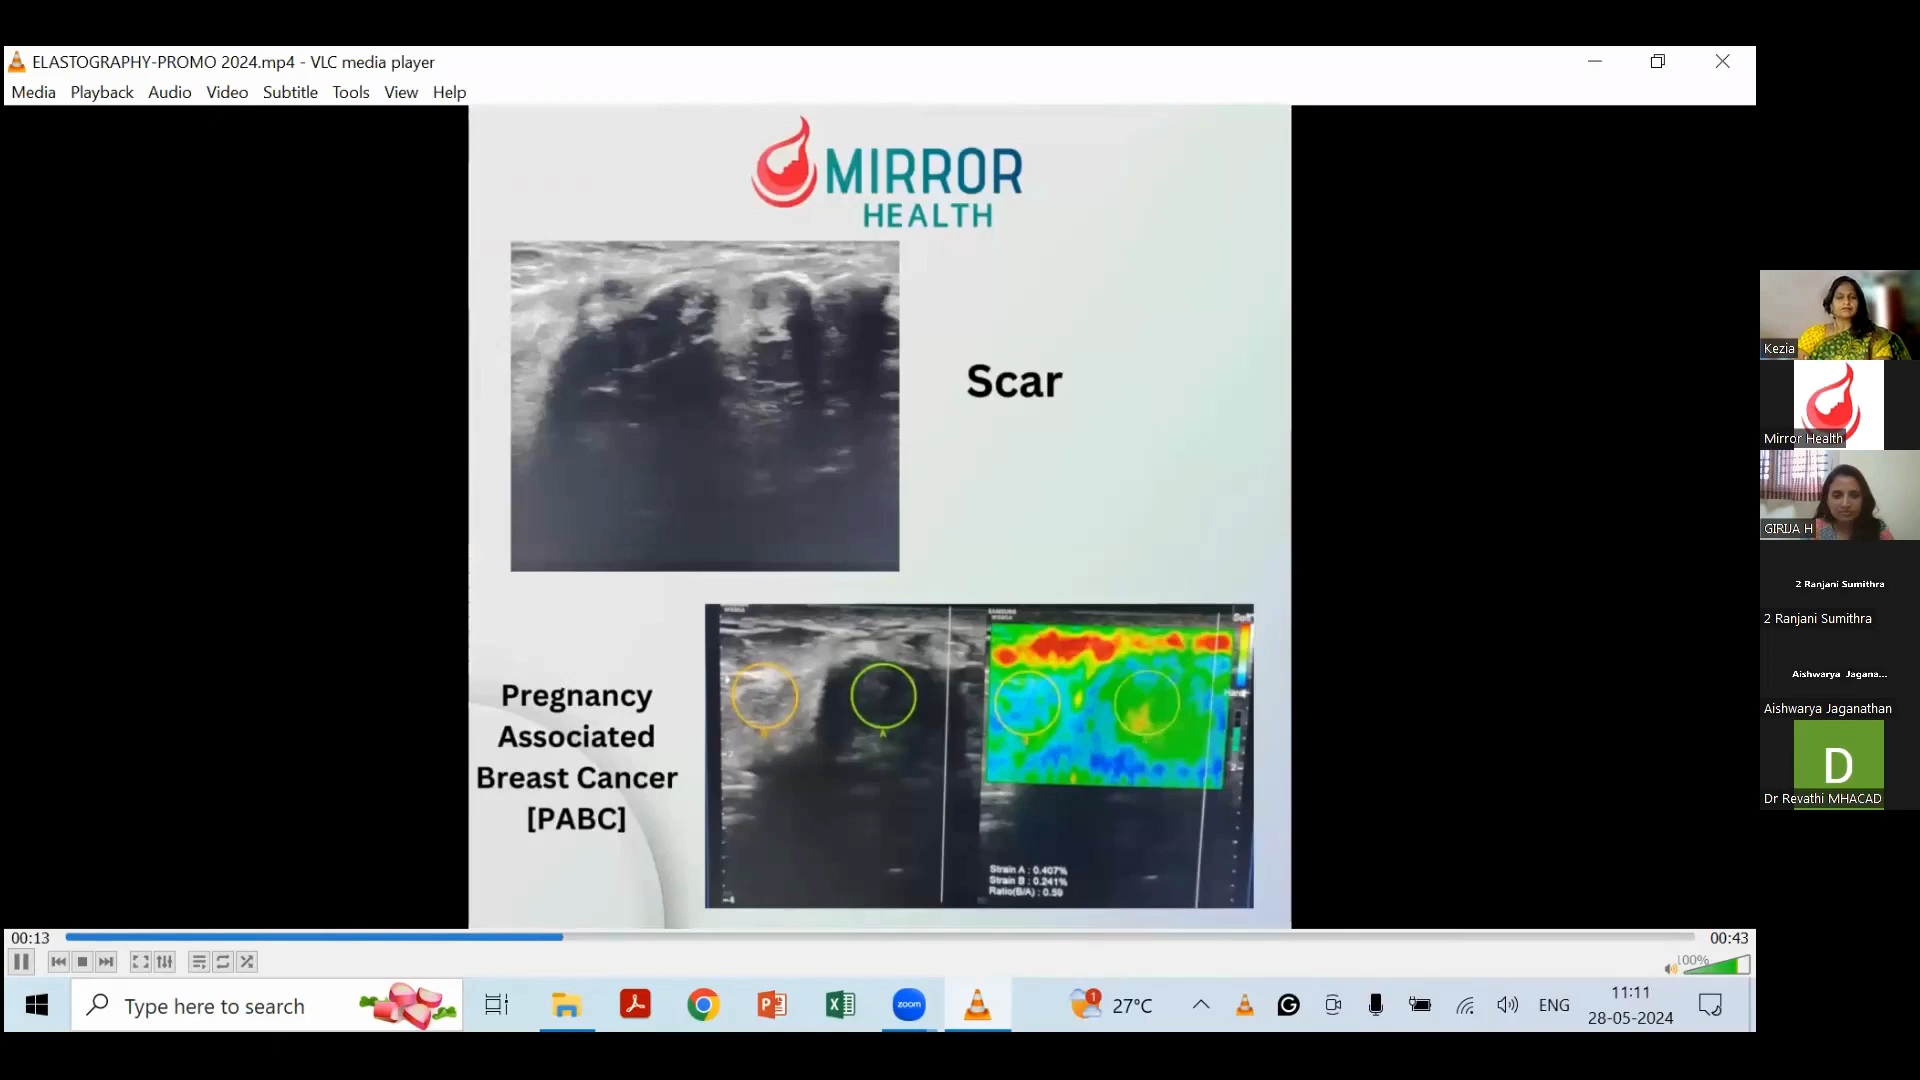 ELASTOGRAPHY-PROMO 2024.mp4 - VLC media player
Media Playback Audio Video Subtitle Tools View Help
MIRROR
HEALTH
Scar
Pregnancy
Associated
Breast Cancer
[PABC]
B
A
Strain A : 0.407%
Strain B : 0.241%
Ratio(B/A) : 0.59
Kezia
Mirror Health
GIRIJA H
2 Ranjani Sumithra
2 Ranjani Sumithra
Aishwarya Jagana...
Aishwarya Jaganathan
D
Dr Revathi MHACAD
00:13
00:43
100%
Type here to search
zoom
1
27°C
ENG
11:11
28-05-2024